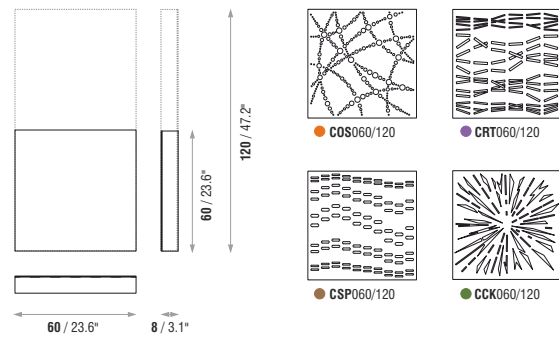 120 / 47.2"
60 / 23.6"
60 / 23.6"
8 / 3.1"
COS060/120
CRT060/120
CSP060/120
CCK060/120